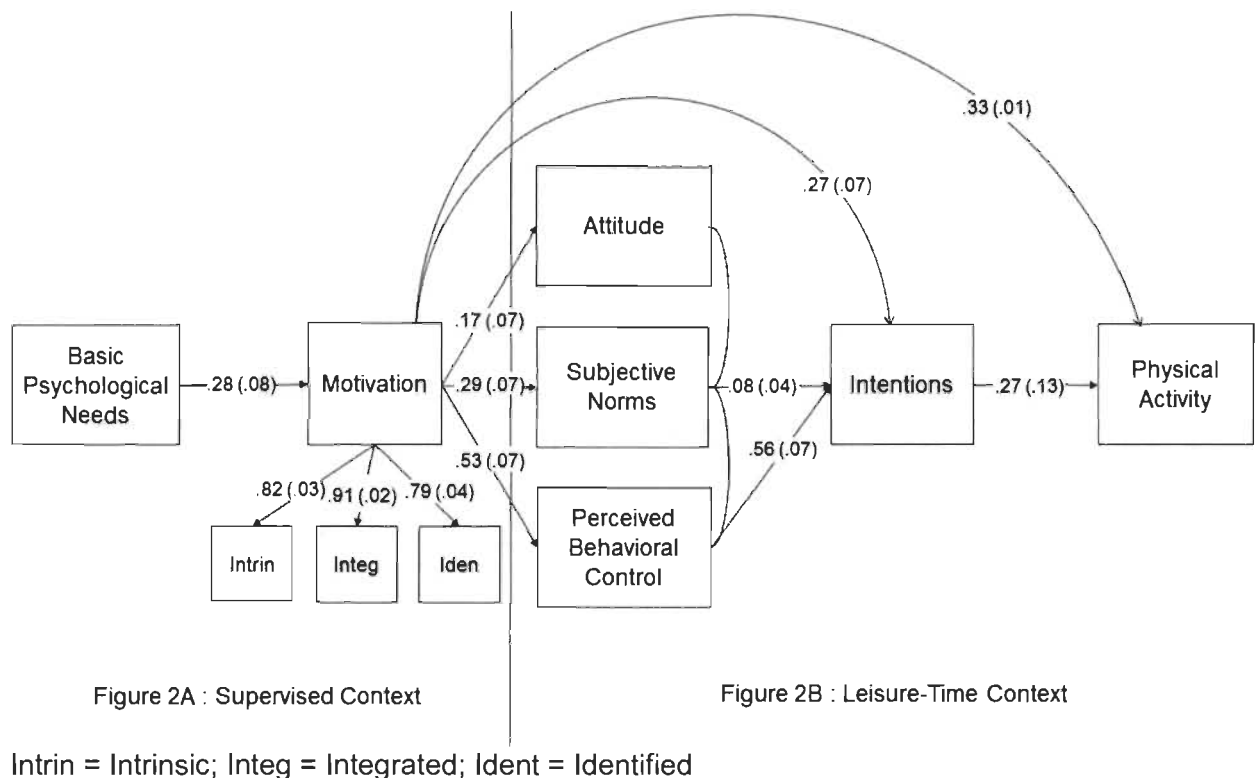 .33 (.01)
.27 (.07)
Attitude
.17 (.07)
Basic
Psychological
Needs
.28 (.08)
Motivation
.29 (.07)
Subjective
Norms
.08 (.04)
Intentions
.27 (.13)
Physical
Activity
.53 (.07)
.56 (.07)
.82 (.03)
.91 (.02)
.79 (.04)
Perceived
Behavioral
Control
Intrin
Integ
Iden
Figure 2A : Supervised Context
Figure 2B : Leisure-Time Context
Intrin = Intrinsic; Integ = Integrated; Ident = Identified